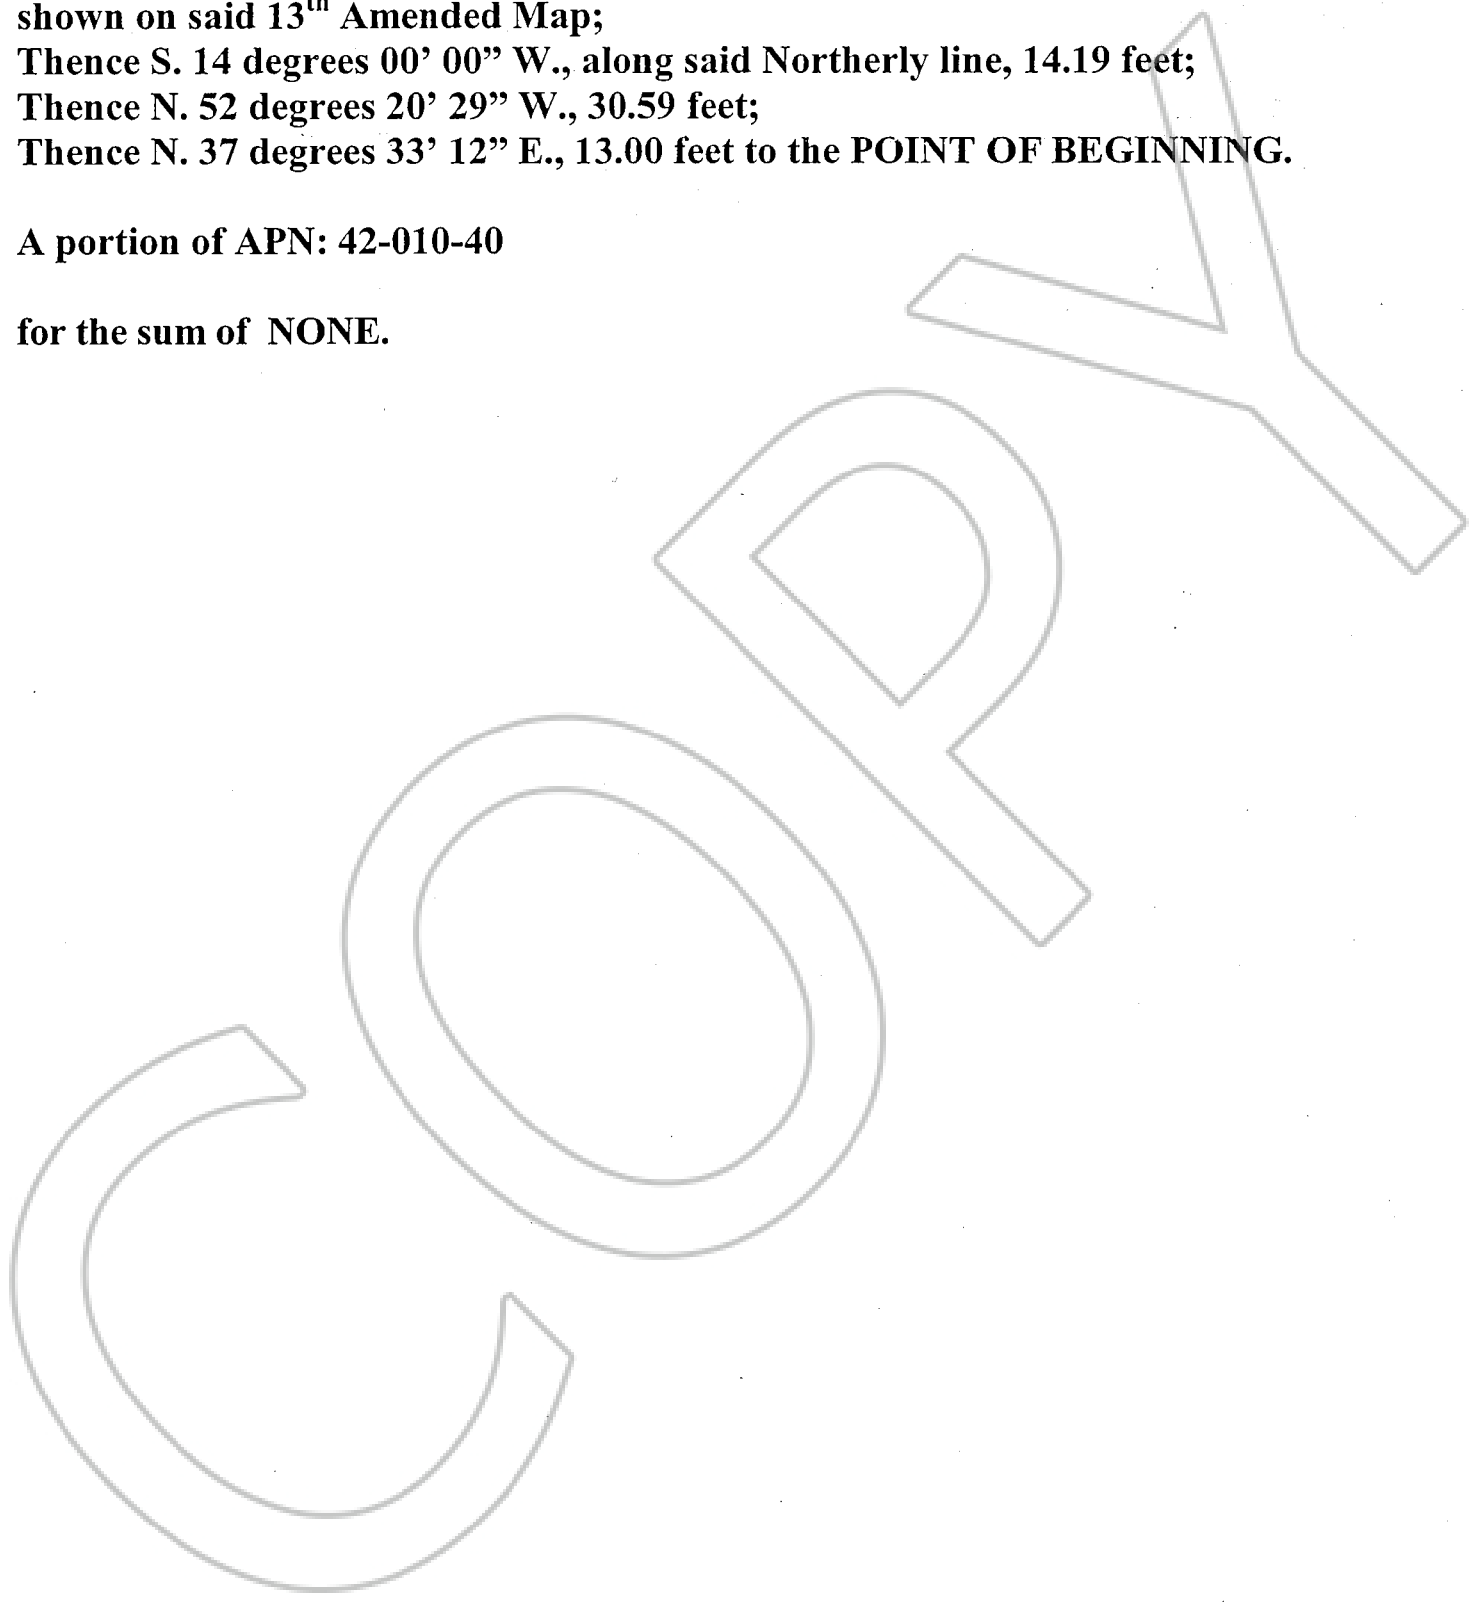 shown on said 13th Amended Map;
Thence S. 14 degrees 00’ 00” W., along said Northerly line, 14.19 feet;
Thence N. 52 degrees 20’ 29” W., 30.59 feet;
Thence N. 37 degrees 33’ 12” E., 13.00 feet to the POINT OF BEGINNING.
A portion of APN: 42-010-40
for the sum of  NONE.
COPY